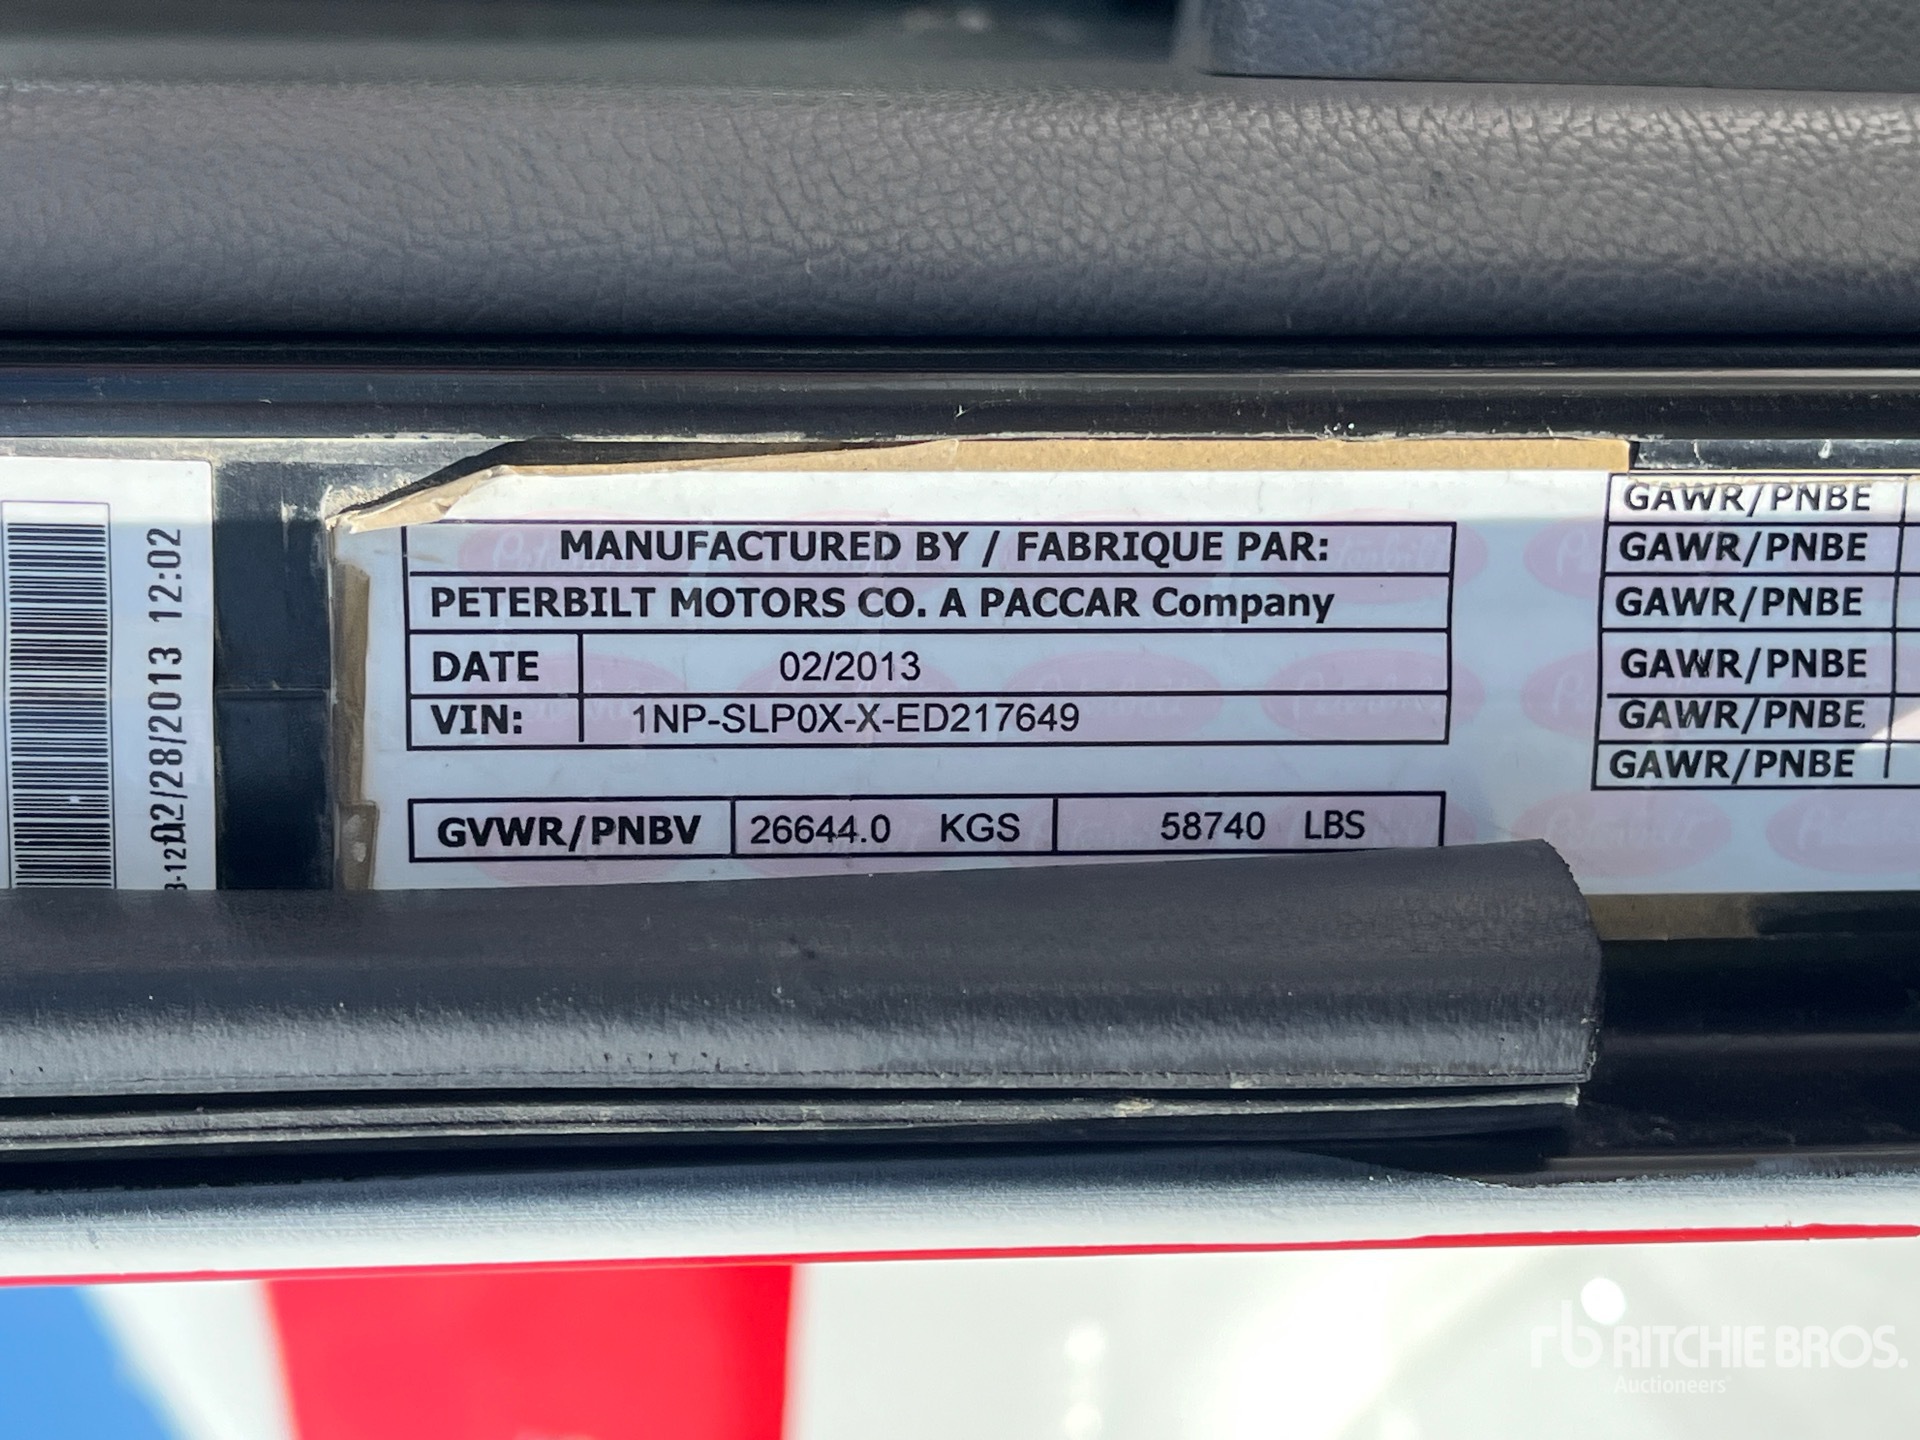 MANUFACTURED BY / FABRIQUE PAR:
PETERBILT MOTORS CO. A PACCAR Company
DATE 02/2013
VIN: 1NP-SLP0X-X-ED217649
GVWR/PNBV 26644.0 KGS 58740 LBS
GAWR/PNBE
GAWR/PNBE
GAWR/PNBE
GAWR/PNBE
GAWR/PNBE
GAWR/PNBE
2/28/2013 12:02
rb RITCHIE BROS.
Auctioneers